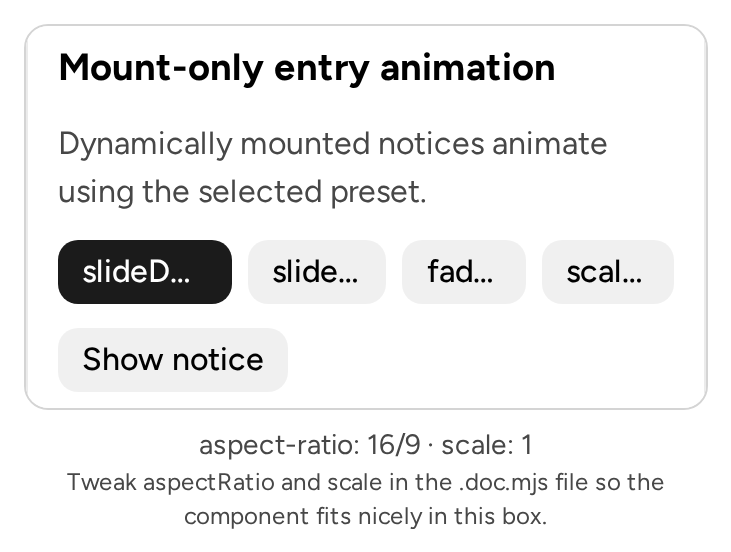 Mount-only entry animation
Dynamically mounted notices animate
using the selected preset.
slideD...
slide...
fad...
scal...
Show notice
aspect-ratio: 16/9 · scale: 1
Tweak aspectRatio and scale in the .doc.mjs file so the
component fits nicely in this box.